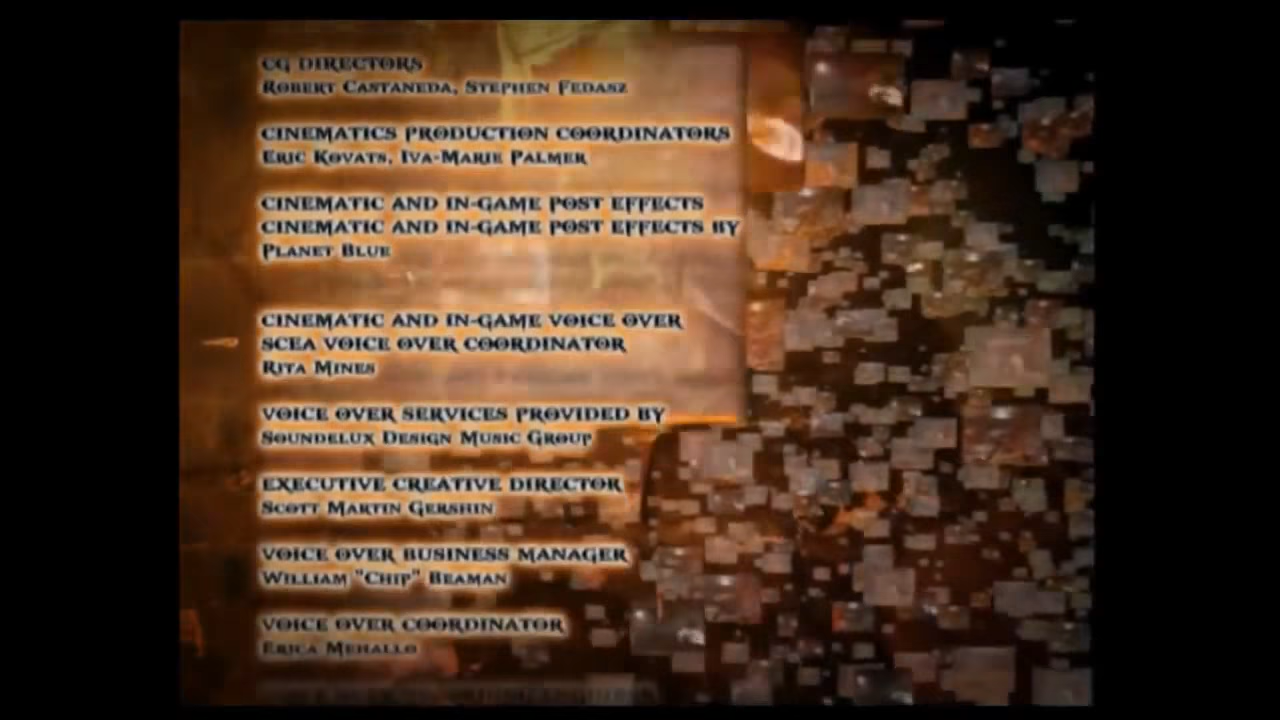 CG DIRECTORS
ROBERT CASTANEDA, STEPHEN FEDASZ
CINEMATICS PRODUCTION COORDINATORS
ERIC KOVATS, IVA-MARIE PALMER
CINEMATIC AND IN-GAME POST EFFECTS
CINEMATIC AND IN-GAME POST EFFECTS BY
PLANET BLUE
CINEMATIC AND IN-GAME VOICE OVER
SCEA VOICE OVER COORDINATOR
RITA MINES
VOICE OVER SERVICES PROVIDED BY
SOUNDELUX DESIGN MUSIC GROUP
EXECUTIVE CREATIVE DIRECTOR
SCOTT MARTIN GERSHIN
VOICE OVER BUSINESS MANAGER
WILLIAM "CHIP" BEAMAN
VOICE OVER COORDINATOR
ERICA MEHALLO